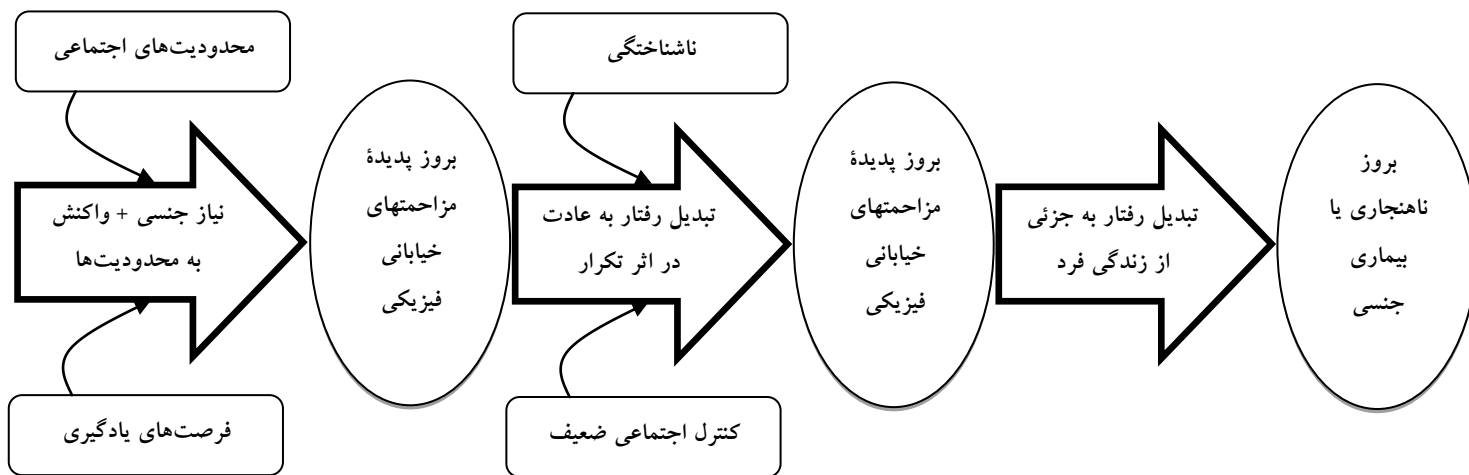 محدودیت‌های اجتماعی
ناشناختگی
نیاز جنسی + واکنش
به محدودیت‌ها
بروز پدیدۀ
مزاحمتهای
خیابانی
فیزیکی
تبدیل رفتار به عادت
در اثر تکرار
بروز پدیدۀ
مزاحمتهای
خیابانی
فیزیکی
تبدیل رفتار به جزئی
از زندگی فرد
بروز
ناهنجاری یا
بیماری
جنسی
فرصت‌های یادگیری
کنترل اجتماعی ضعیف